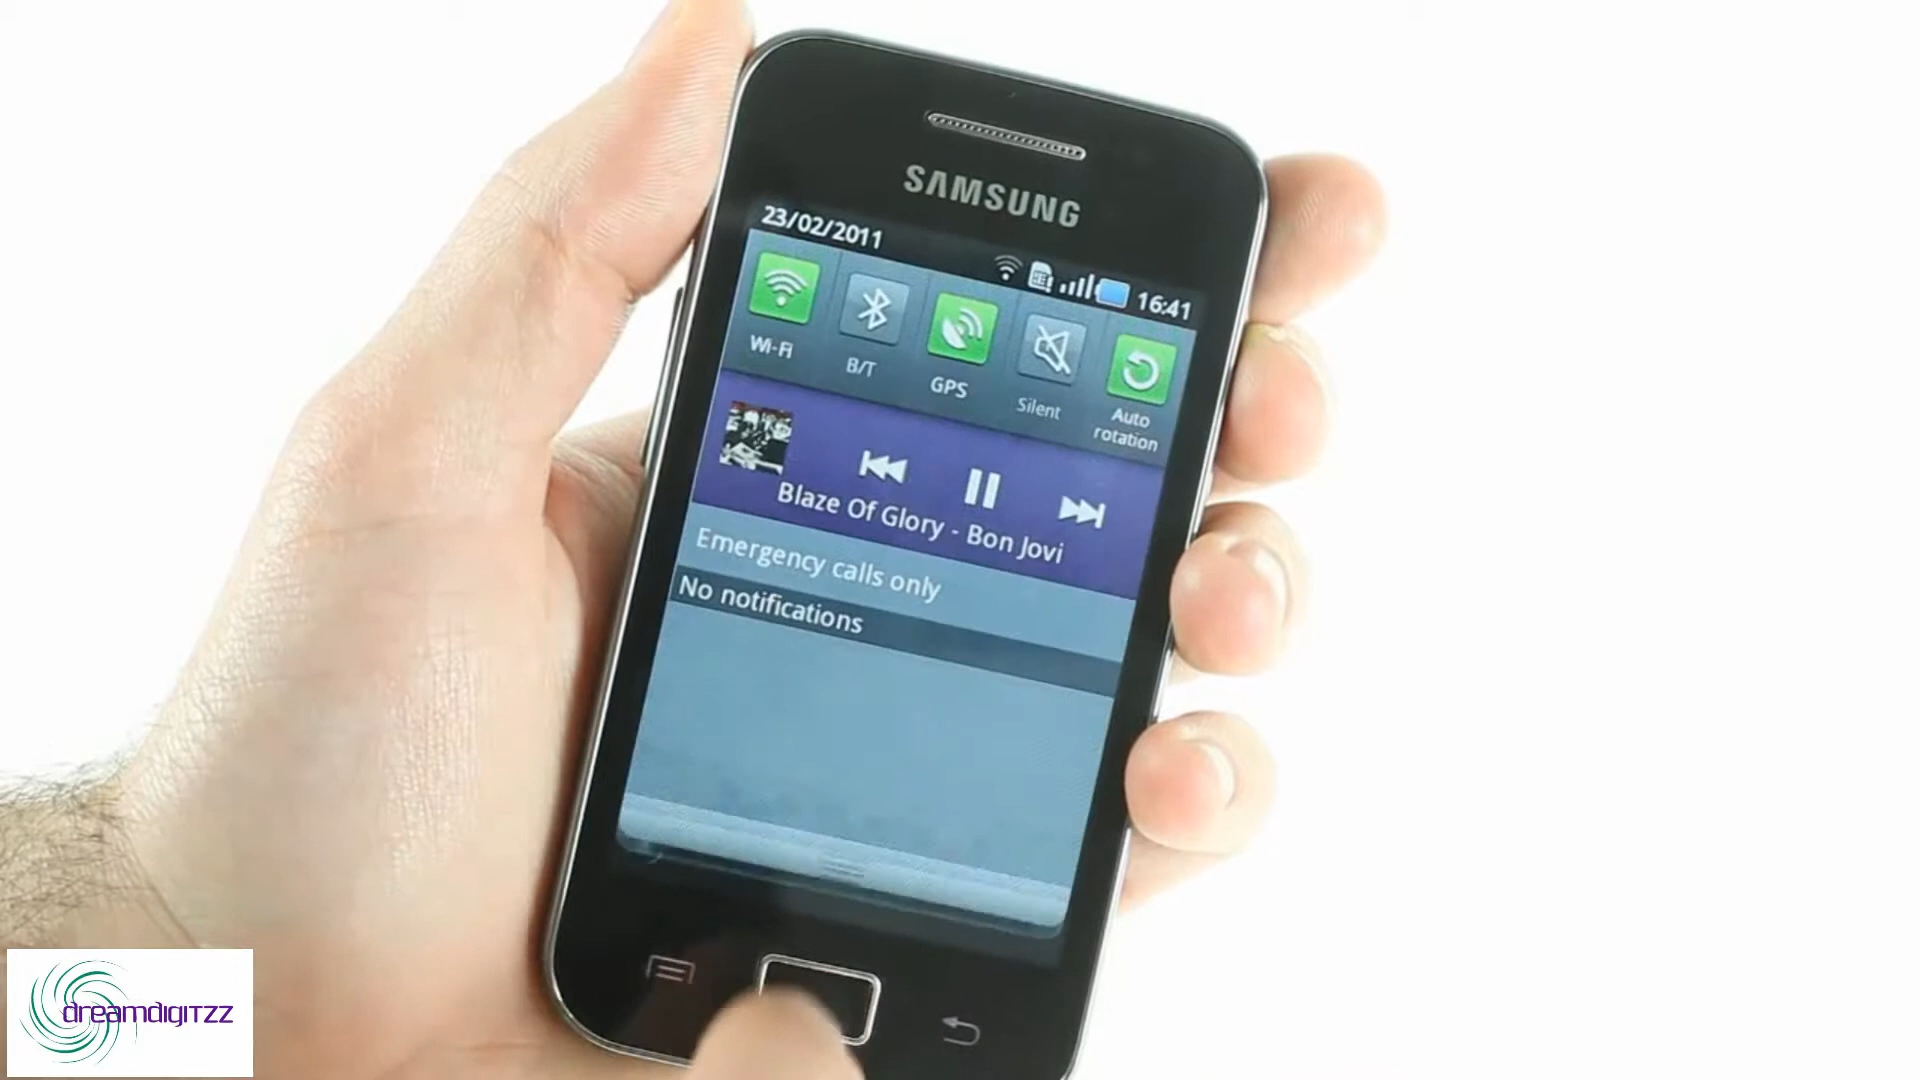 SAMSUNG
23/02/2011
16:41
Wi-Fi
B/T
GPS
Silent
Auto
rotation
Blaze Of Glory - Bon Jovi
Emergency calls only
No notifications
dreamdigitzz